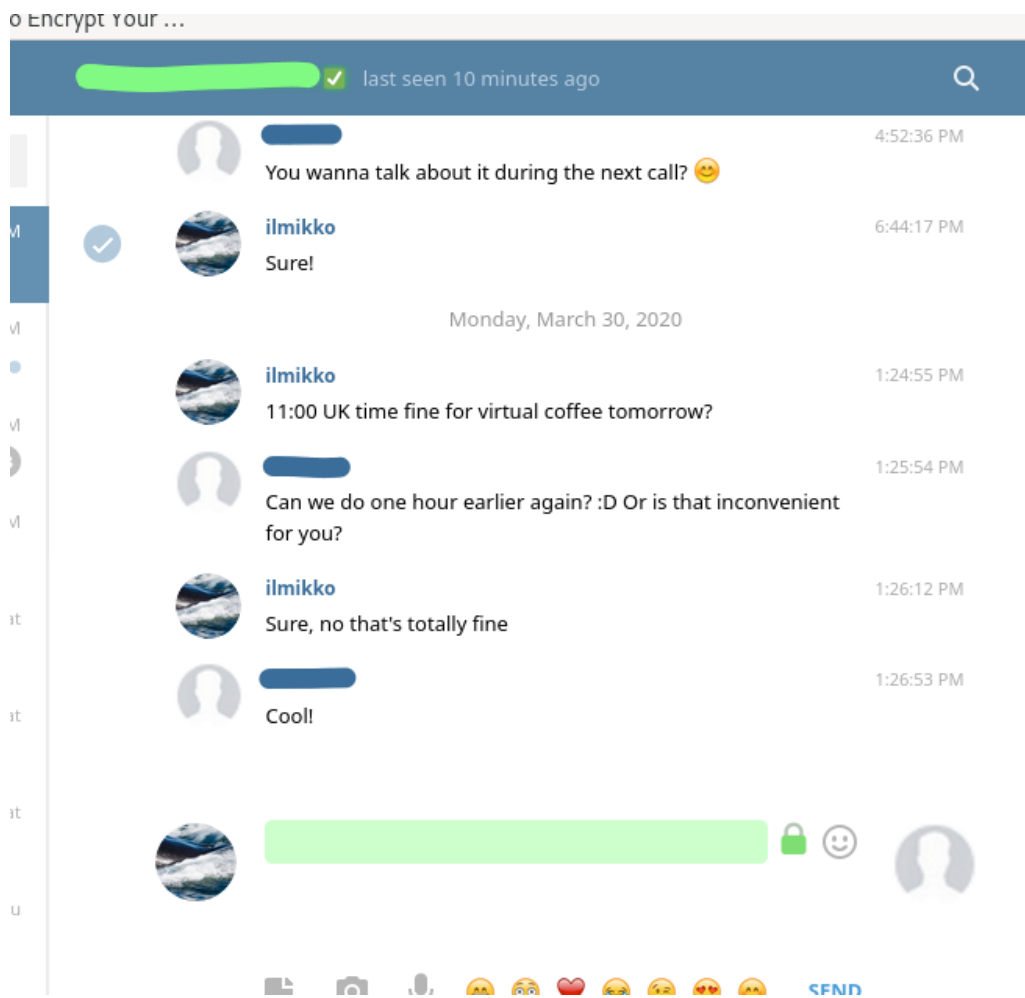 o Encrypt Your ...
last seen 10 minutes ago
4:52:36 PM
You wanna talk about it during the next call? 😊
ilmikko
6:44:17 PM
Sure!
Monday, March 30, 2020
ilmikko
1:24:55 PM
11:00 UK time fine for virtual coffee tomorrow?
1:25:54 PM
Can we do one hour earlier again? :D Or is that inconvenient
for you?
ilmikko
1:26:12 PM
Sure, no that's totally fine
1:26:53 PM
Cool!
SEND